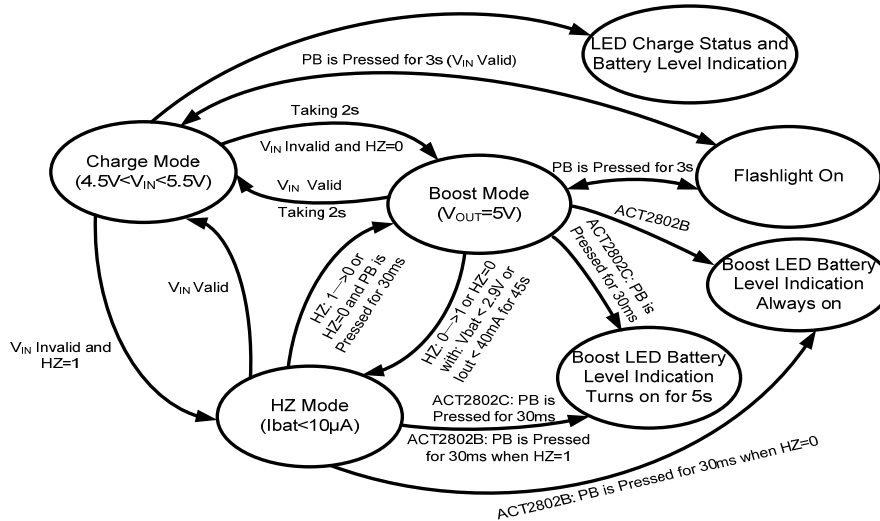 LED Charge Status and
Battery Level Indication
PB is Pressed for 3s (VIN Valid)
Taking 2s
VIN Invalid and HZ=0
Charge Mode
(4.5V<VIN<5.5V)
VIN Valid
Taking 2s
Boost Mode
(VOUT=5V)
PB is Pressed for 3s
Flashlight On
ACT2802B
Boost LED Battery
Level Indication
Always on
ACT2802C: PB is
Pressed for 30ms
VIN Valid
HZ: 1--->0 or
HZ=0 and PB is
Pressed for 30ms
HZ: 0--->1 or HZ=0
with: Vbat < 2.9V or
Iout < 40mA for 45s
VIN Invalid and
HZ=1
Boost LED Battery
Level Indication
Turns on for 5s
HZ Mode
(Ibat<10µA)
ACT2802C: PB is
Pressed for 30ms
ACT2802B: PB is Pressed
for 30ms when HZ=1
ACT2802B: PB is Pressed for 30ms when HZ=0